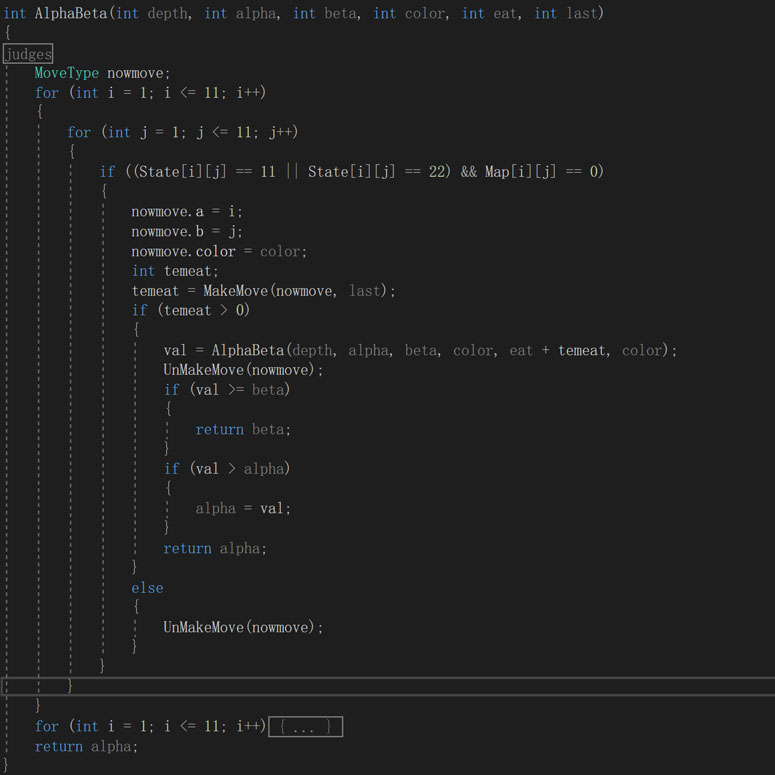 int AlphaBeta(int depth, int alpha, int beta, int color, int eat, int last)
{
judges
MoveType nowmove;
for (int i = 1; i <= 11; i++)
{
for (int j = 1; j <= 11; j++)
{
if ((State[i][j] == 11 || State[i][j] == 22) && Map[i][j] == 0)
{
nowmove.a = i;
nowmove.b = j;
nowmove.color = color;
int temeat;
temeat = MakeMove(nowmove, last);
if (temeat > 0)
{
val = AlphaBeta(depth, alpha, beta, color, eat + temeat, color);
UnMakeMove(nowmove);
if (val >= beta)
{
return beta;
}
if (val > alpha)
{
alpha = val;
}
return alpha;
}
else
{
UnMakeMove(nowmove);
}
}
}
}
for (int i = 1; i <= 11; i++){ ... }
return alpha;
}